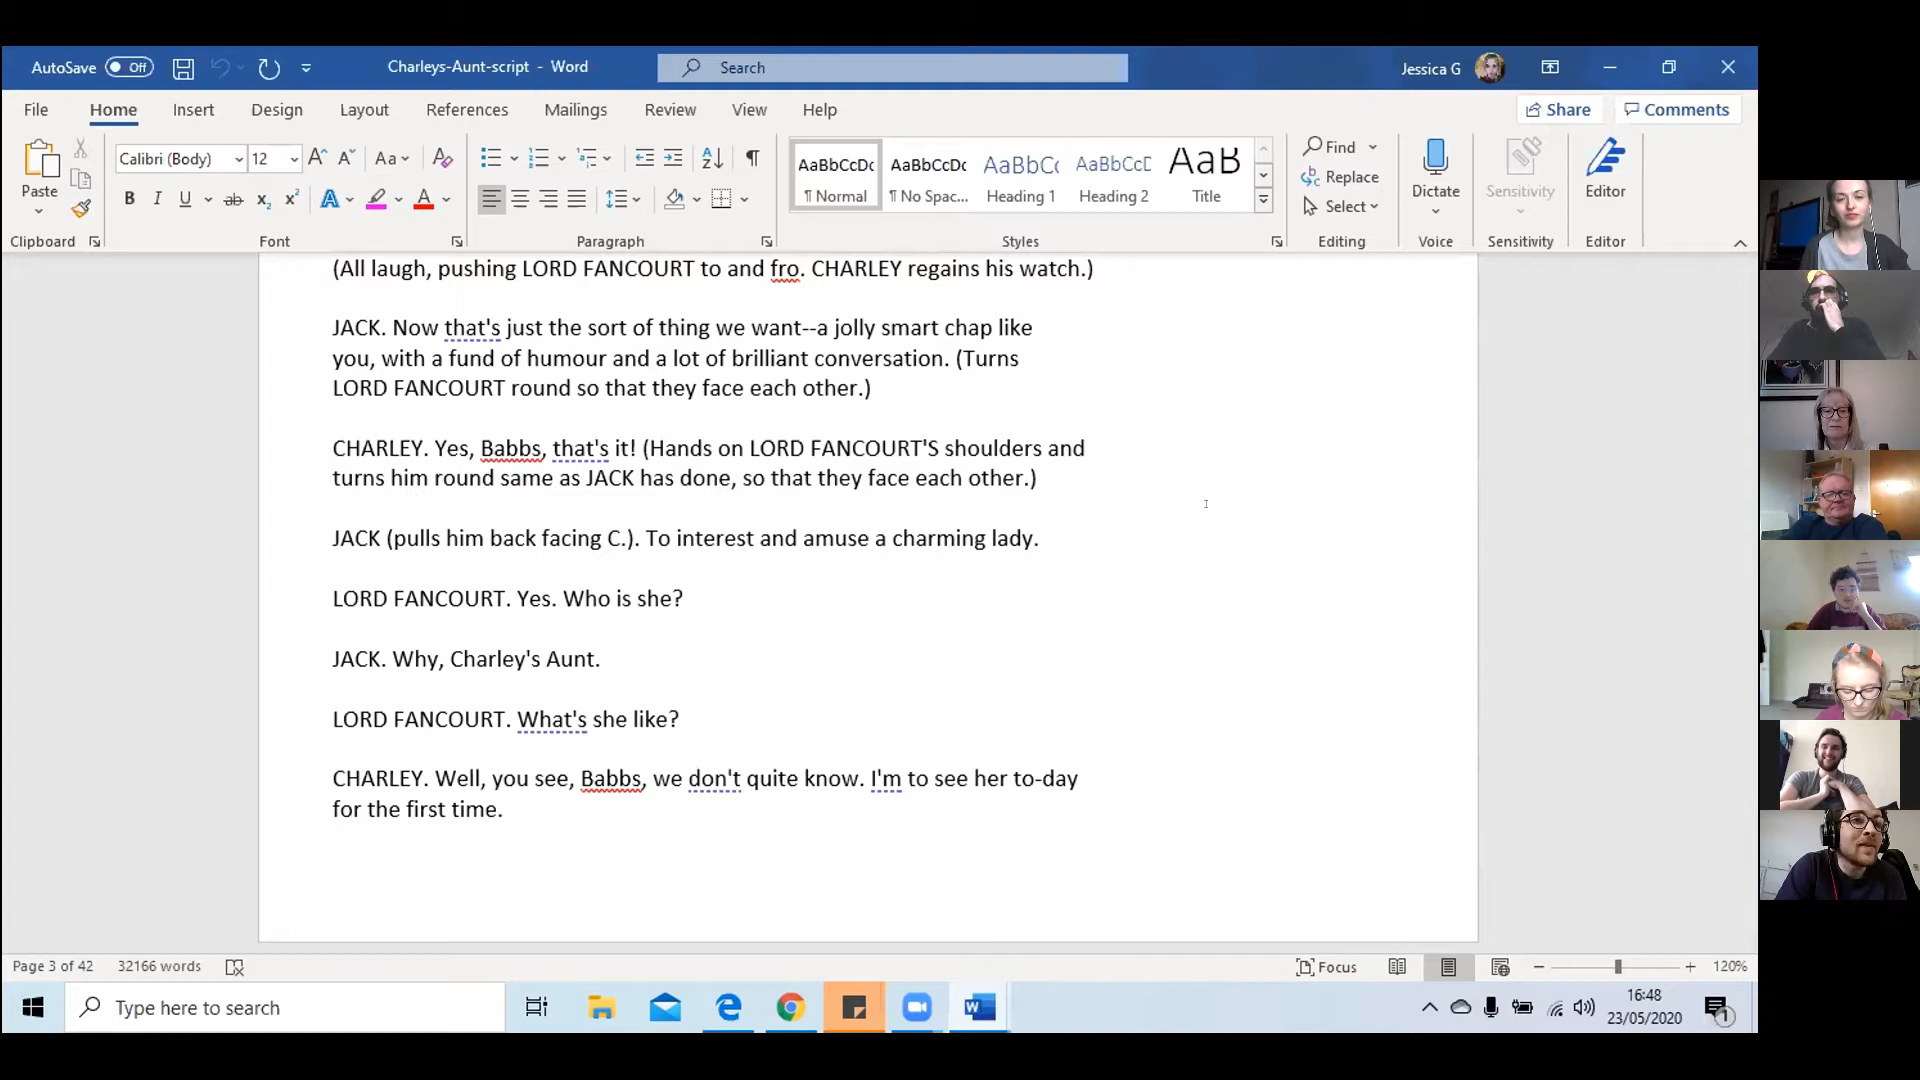 AutoSave Off Charleys-Aunt-script - Word Search Jessica G
File Home Insert Design Layout References Mailings Review View Help Share Comments
Calibri (Body) 12 Aa
Paste
AaBbCcDc AaBbCcDc AaBbCc AaBbCcD AaB
¶ Normal ¶ No Spac... Heading 1 Heading 2 Title
Find
Replace
Select
Dictate Sensitivity Editor
Clipboard Font Paragraph Styles Editing Voice Sensitivity Editor
(All laugh, pushing LORD FANCOURT to and fro. CHARLEY regains his watch.)
JACK. Now that's just the sort of thing we want--a jolly smart chap like
you, with a fund of humour and a lot of brilliant conversation. (Turns
LORD FANCOURT round so that they face each other.)
CHARLEY. Yes, Babbs, that's it! (Hands on LORD FANCOURT'S shoulders and
turns him round same as JACK has done, so that they face each other.)
JACK (pulls him back facing C.). To interest and amuse a charming lady.
LORD FANCOURT. Yes. Who is she?
JACK. Why, Charley's Aunt.
LORD FANCOURT. What's she like?
CHARLEY. Well, you see, Babbs, we don't quite know. I'm to see her to-day
for the first time.
Page 3 of 42 32166 words Focus 120%
Type here to search
16:48
23/05/2020
1